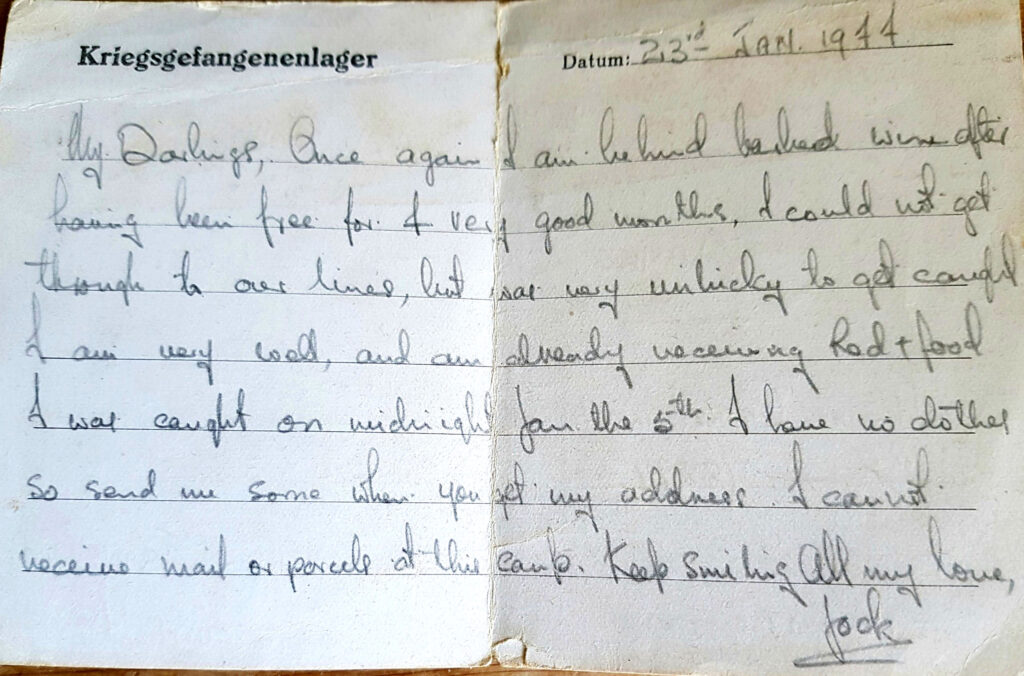 Kriegsgefangenenlager Datum: 23rd JAN. 1944
My Darlings, Once again I am behind barbed wire after
having been free for 4 very good months, I could not get
through to our lines, but was very unlucky to get caught
I am very well, and am already receiving Red + food
I was caught on midnight Jan the 5th. I have no clothes
so send me some when you get my address. I cannot
receive mail or parcels at this camp. Keep smiling All my love,
Jock